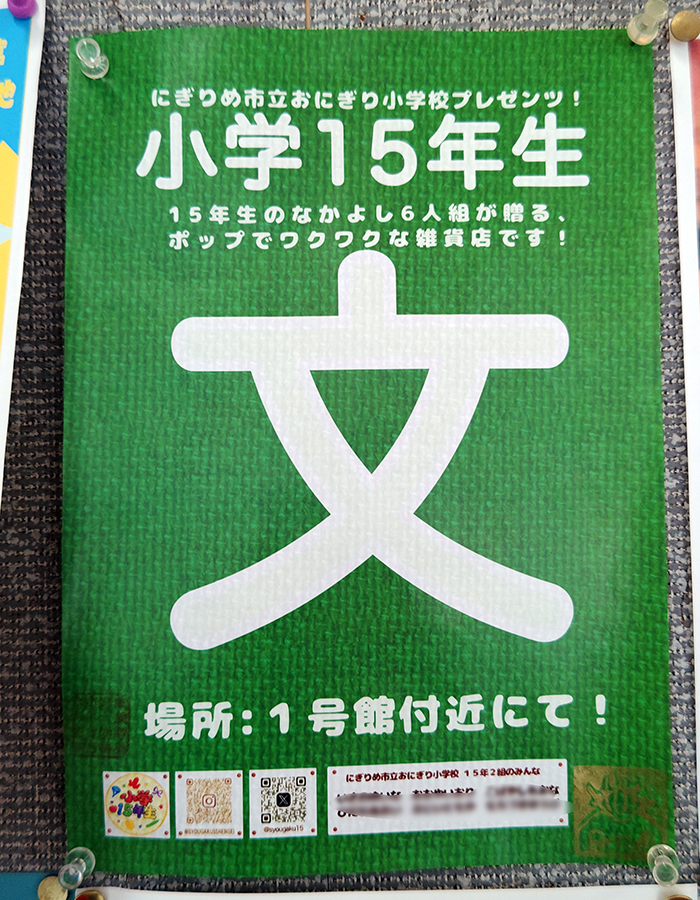 にぎりめ市立おにぎり小学校プレゼンツ！
小学15年生
15年生のなかよし6人組が贈る、
ポップでワクワクな雑貨店です！
文
場所:１号館付近にて！
小学
15年生
@syougaku15
にぎりめ市立おにぎり小学校 15年2組のみんな